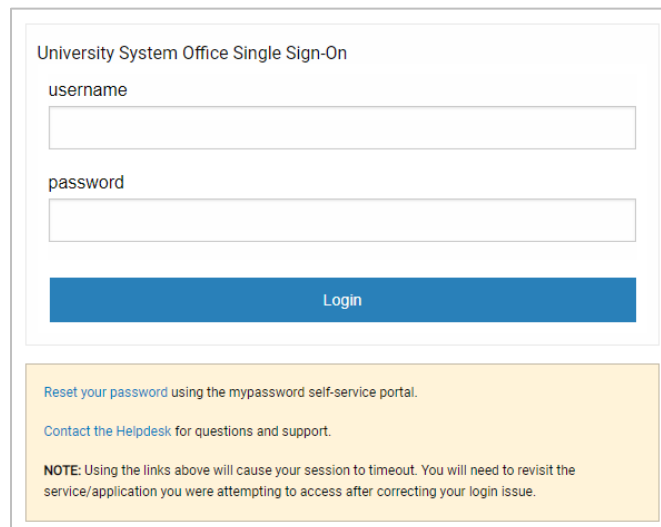 University System Office Single Sign-On
username
password
Login
Reset your password using the mypassword self-service portal.
Contact the Helpdesk for questions and support.
NOTE: Using the links above will cause your session to timeout. You will need to revisit the
service/application you were attempting to access after correcting your login issue.